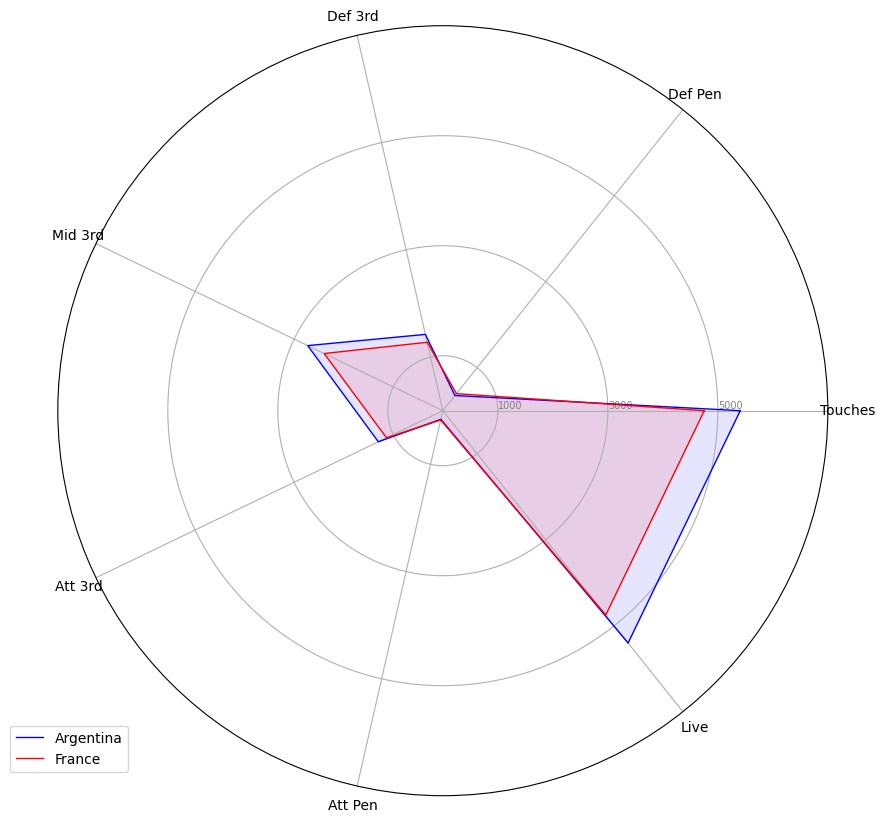 Def 3rd
Def Pen
Mid 3rd
1000
3000
5000
Touches
Att 3rd
Live
Argentina
France
Att Pen